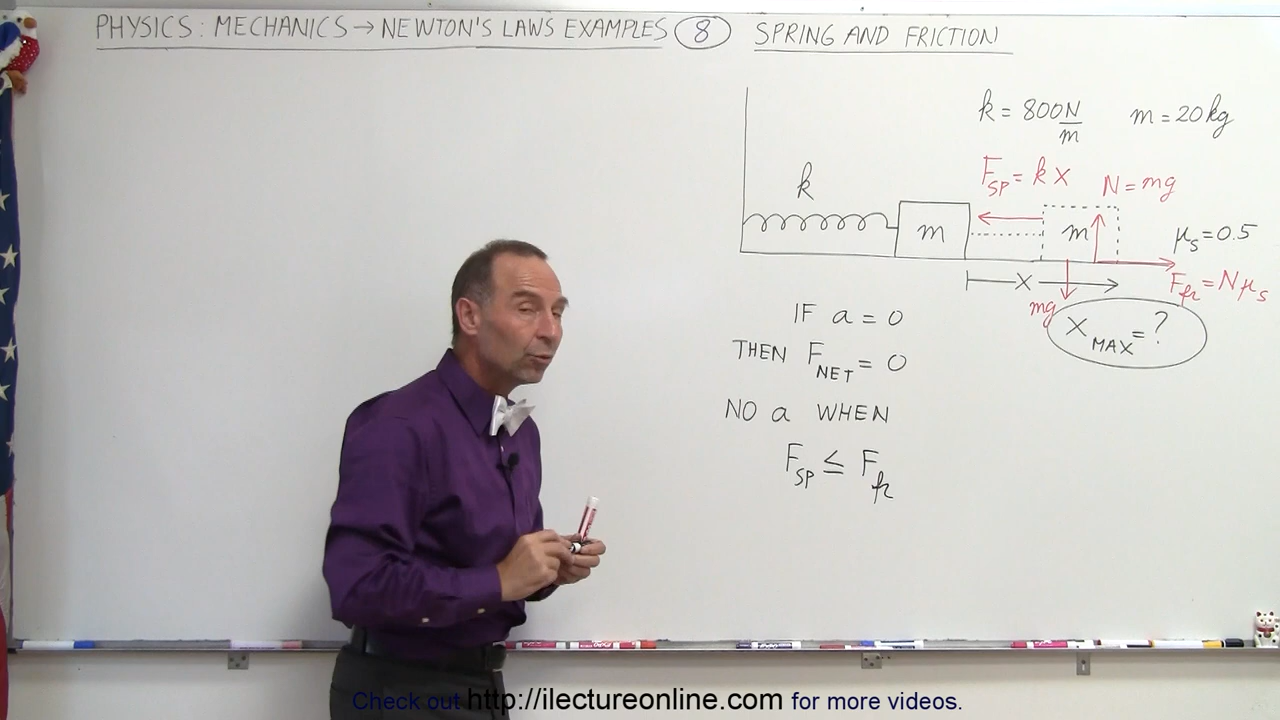 PHYSICS: MECHANICS → NEWTON'S LAWS EXAMPLES 8 SPRING AND FRICTION
k = 800 N/m m = 20 kg
F_SP = k x N = mg
k
m m μ_s = 0.5
x F_fr = N μ_s
mg
IF a = 0 X_MAX = ?
THEN F_NET = 0
NO a WHEN
F_SP ≤ F_fr
Check out http://ilectureonline.com for more videos.